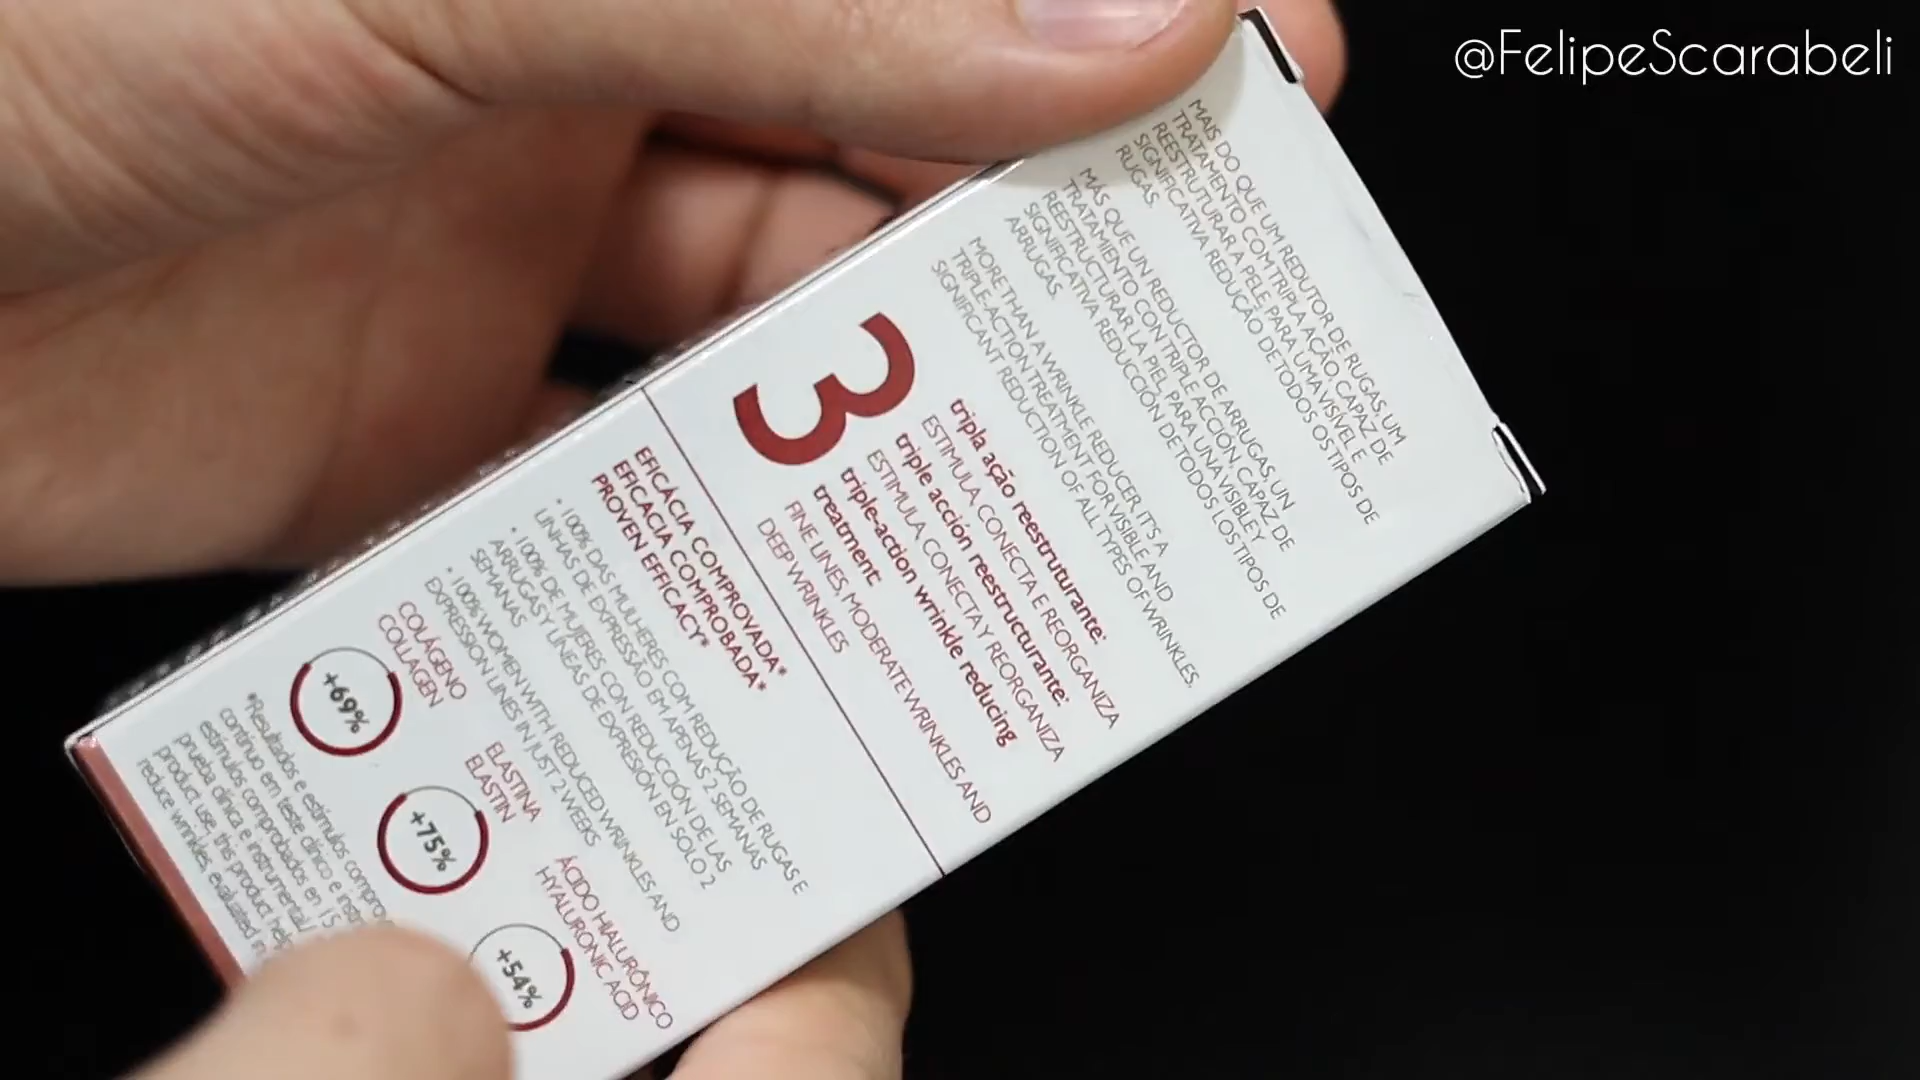 @FelipeScarabeli
MAIS DO QUE UM REDUTOR DE RUGAS, UM
TRATAMENTO COM TRIPLA AÇÃO CAPAZ DE
REESTRUTURAR A PELE, PARA UMA VISÍVEL E
SIGNIFICATIVA REDUÇÃO DE TODOS OS TIPOS DE
RUGAS.
MÁS QUE UN REDUCTOR DE ARRUGAS, UN
TRATAMIENTO CON TRIPLE ACCIÓN, CAPAZ DE
REESTRUCTURAR LA PIEL, PARA UNA VISIBLE Y
SIGNIFICATIVA REDUCCIÓN DE TODOS LOS TIPOS DE
ARRUGAS.
MORE THAN A WRINKLE REDUCER, IT'S A
TRIPLE-ACTION TREATMENT FOR VISIBLE AND
SIGNIFICANT REDUCTION OF ALL TYPES OF WRINKLES.
3
tripla ação reestruturante:
ESTIMULA, CONECTA E REORGANIZA
triple acción reestructurante:
ESTIMULA, CONECTA Y REORGANIZA
triple-action wrinkle reducing
treatment:
FINE LINES, MODERATE WRINKLES AND
DEEP WRINKLES
EFICÁCIA COMPROVADA*
EFICACIA COMPROBADA*
PROVEN EFFICACY*
• 100% DAS MULHERES COM REDUÇÃO DE RUGAS E
LINHAS DE EXPRESSÃO EM APENAS 2 SEMANAS
• 100% DE MUJERES CON REDUCCIÓN DE LAS
ARRUGAS Y LÍNEAS DE EXPRESIÓN EN SOLO 2
SEMANAS
• 100% WOMEN WITH REDUCED WRINKLES AND
EXPRESSION LINES IN JUST 2 WEEKS
COLÁGENO
COLLAGEN
+69%
ELASTINA
ELASTIN
+75%
ÁCIDO HIALURÔNICO
HYALURONIC ACID
+54%
*Resultados e estímulos
contínuo em teste clínico e
estímulos comprobados en 15
prueba clínica e instrumental
product use, this product
reduce wrinkles, evaluated